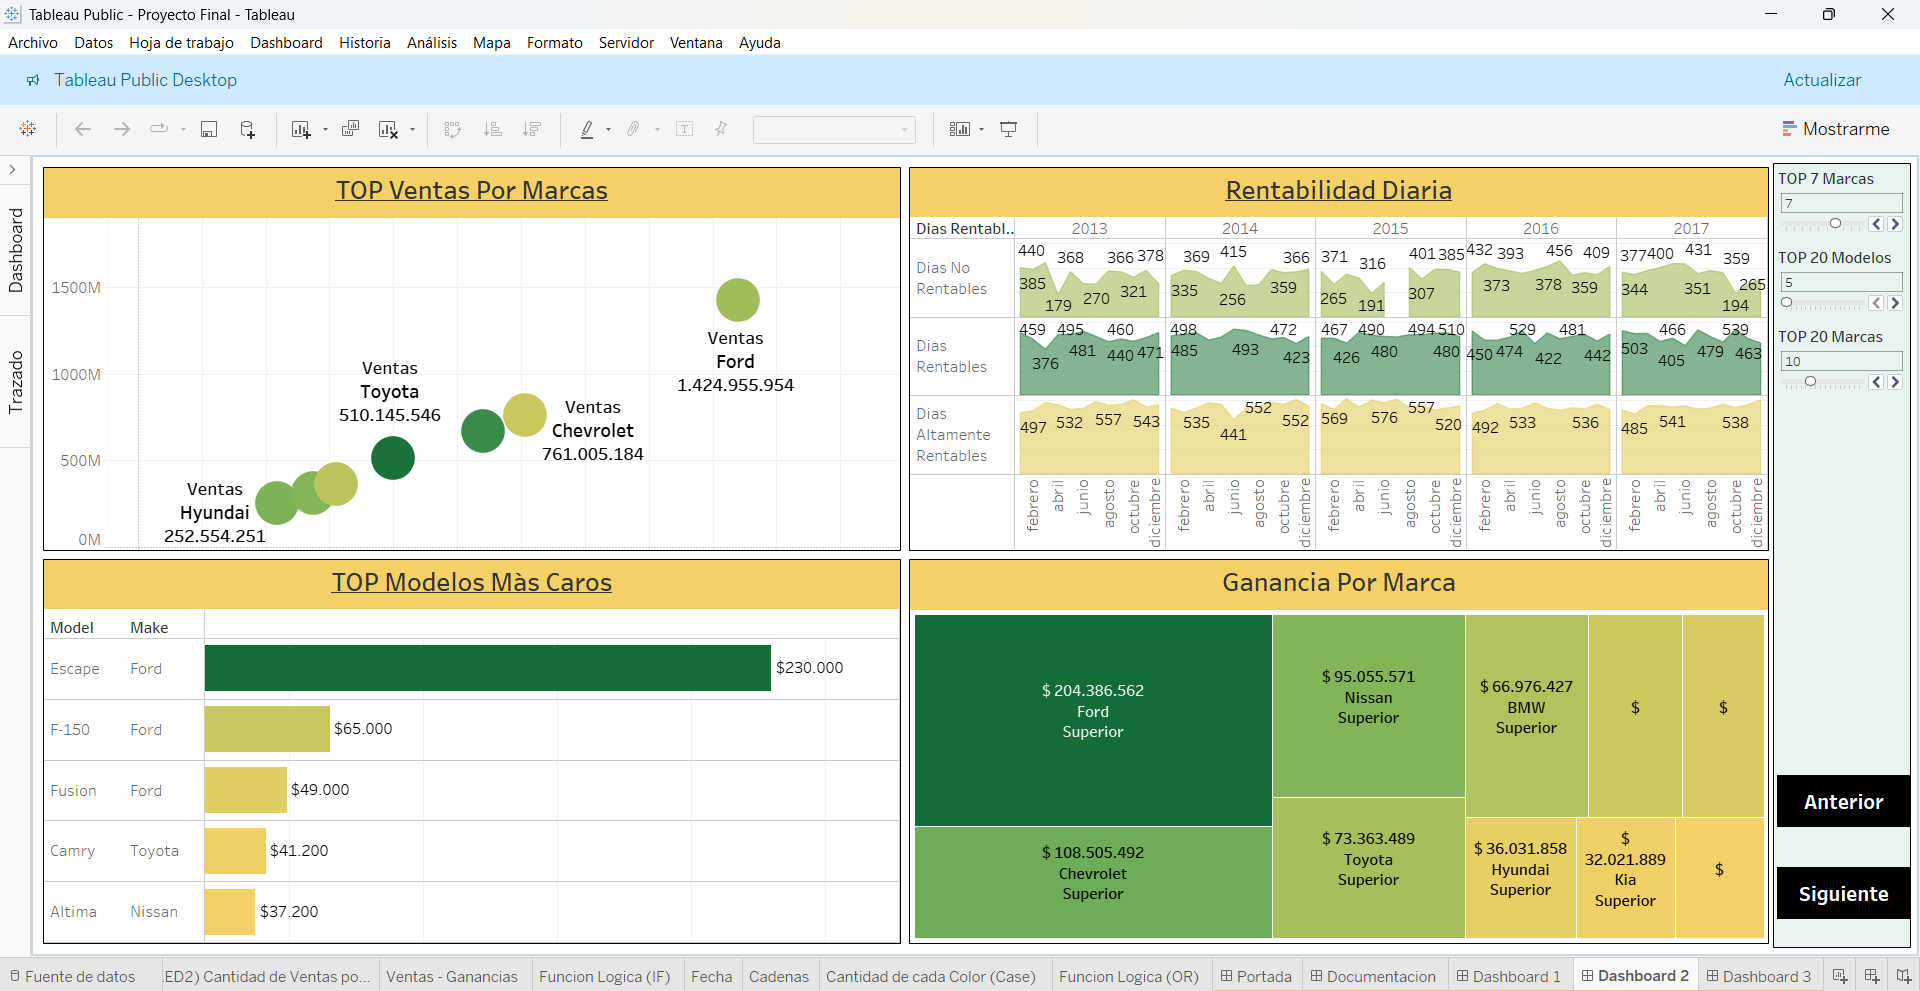 Tableau Public - Proyecto Final - Tableau
Archivo Datos Hoja de trabajo Dashboard Historia Análisis Mapa Formato Servidor Ventana Ayuda
Tableau Public Desktop Actualizar
Mostrarme
Dashboard
Trazado
TOP Ventas Por Marcas
1500M
1000M
500M
0M
Ventas
Ford
1.424.955.954
Ventas
Toyota
510.145.546
Ventas
Chevrolet
761.005.184
Ventas
Hyundai
252.554.251
Rentabilidad Diaria
Dias Rentabl.. 2013 2014 2015 2016 2017
Dias No
Rentables
440 368 366 378 369 415 366 371 316 401 385 432 393 456 409 377 400 431 359
385 179 270 321 335 256 359 265 191 307 373 378 359 344 351 194 265
Dias
Rentables
459 495 460 498 472 467 490 494 510 529 481 466 539
376 481 440 471 485 493 423 426 480 480 450 474 422 442 503 405 479 463
Dias
Altamente
Rentables
497 532 557 543 535 441 552 552 569 576 557 520 492 533 536 485 541 538
febrero abril junio agosto octubre diciembre febrero abril junio agosto octubre diciembre febrero abril junio agosto octubre diciembre febrero abril junio agosto octubre diciembre febrero abril junio agosto octubre diciembre
TOP 7 Marcas
7
TOP 20 Modelos
5
TOP 20 Marcas
10
TOP Modelos Màs Caros
Model Make
Escape Ford $230.000
F-150 Ford $65.000
Fusion Ford $49.000
Camry Toyota $41.200
Altima Nissan $37.200
Ganancia Por Marca
$ 204.386.562
Ford
Superior
$ 108.505.492
Chevrolet
Superior
$ 95.055.571
Nissan
Superior
$ 73.363.489
Toyota
Superior
$ 66.976.427
BMW
Superior
$
$
$ 36.031.858
Hyundai
Superior
$
32.021.889
Kia
Superior
$
Anterior
Siguiente
Fuente de datos .ED2) Cantidad de Ventas po... Ventas - Ganancias Funcion Logica (IF) Fecha Cadenas Cantidad de cada Color (Case) Funcion Logica (OR) Portada Documentacion Dashboard 1 Dashboard 2 Dashboard 3